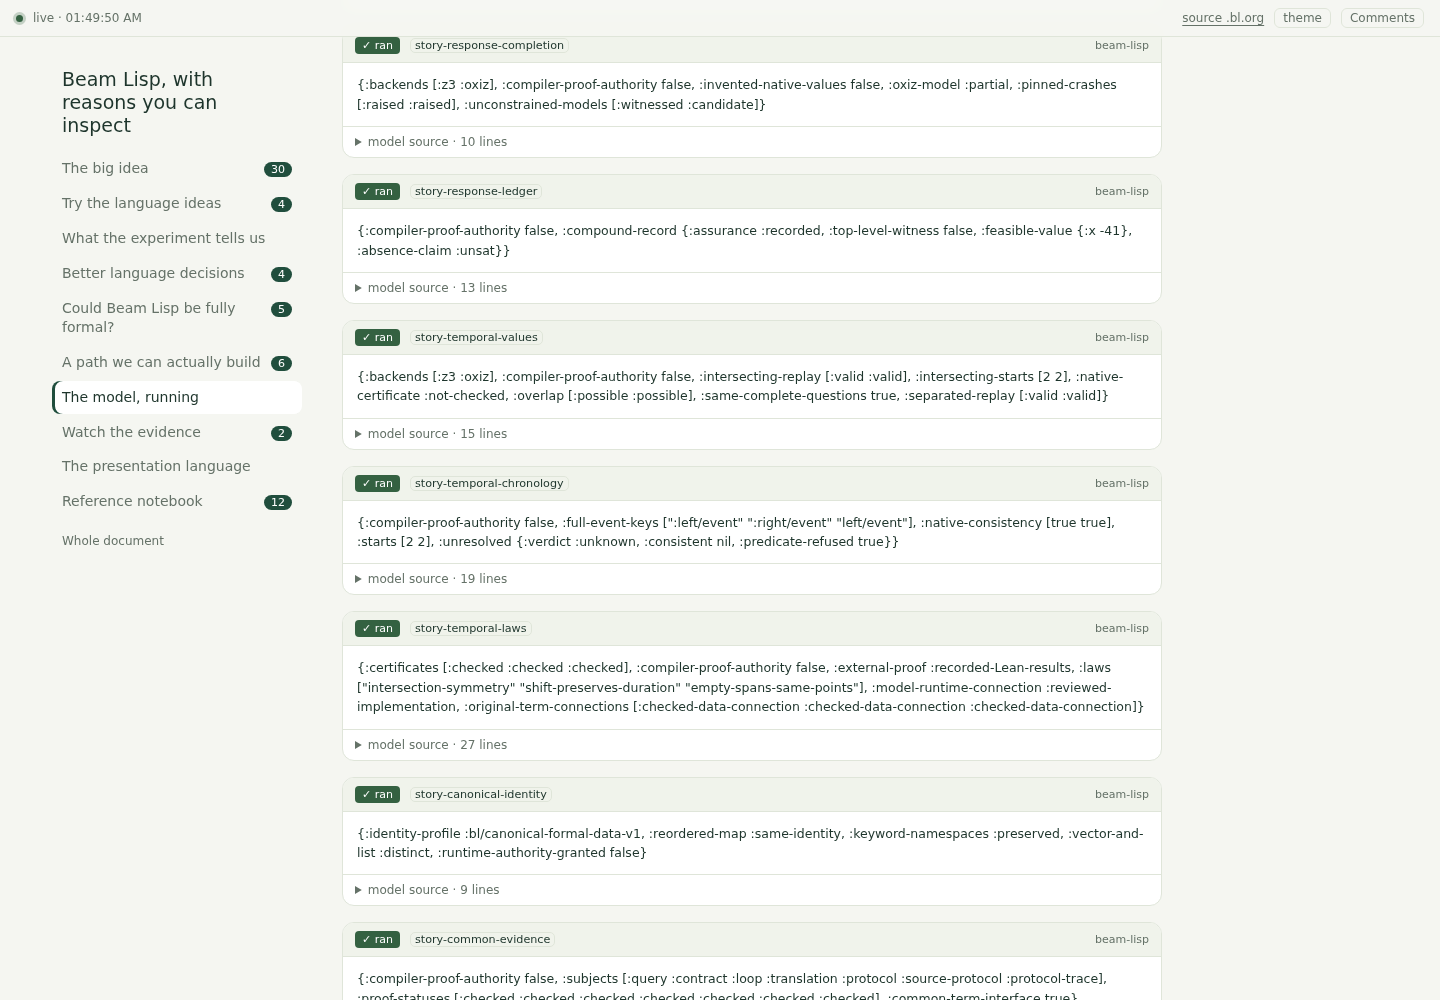 live · 01:49:50 AM
source .bl.org
theme
Comments
Beam Lisp, with
reasons you can
inspect
The big idea 30
Try the language ideas 4
What the experiment tells us
Better language decisions 4
Could Beam Lisp be fully 5
formal?
A path we can actually build 6
The model, running
Watch the evidence 2
The presentation language
Reference notebook 12
Whole document
✓ ran story-response-completion beam-lisp
{:backends [:z3 :oxiz], :compiler-proof-authority false, :invented-native-values false, :oxiz-model :partial, :pinned-crashes
[:raised :raised], :unconstrained-models [:witnessed :candidate]}
▶ model source · 10 lines
✓ ran story-response-ledger beam-lisp
{:compiler-proof-authority false, :compound-record {:assurance :recorded, :top-level-witness false, :feasible-value {:x -41},
:absence-claim :unsat}}
▶ model source · 13 lines
✓ ran story-temporal-values beam-lisp
{:backends [:z3 :oxiz], :compiler-proof-authority false, :intersecting-replay [:valid :valid], :intersecting-starts [2 2], :native-
certificate :not-checked, :overlap [:possible :possible], :same-complete-questions true, :separated-replay [:valid :valid]}
▶ model source · 15 lines
✓ ran story-temporal-chronology beam-lisp
{:compiler-proof-authority false, :full-event-keys [":left/event" ":right/event" "left/event"], :native-consistency [true true],
:starts [2 2], :unresolved {:verdict :unknown, :consistent nil, :predicate-refused true}}
▶ model source · 19 lines
✓ ran story-temporal-laws beam-lisp
{:certificates [:checked :checked :checked], :compiler-proof-authority false, :external-proof :recorded-Lean-results, :laws
["intersection-symmetry" "shift-preserves-duration" "empty-spans-same-points"], :model-runtime-connection :reviewed-
implementation, :original-term-connections [:checked-data-connection :checked-data-connection :checked-data-connection]}
▶ model source · 27 lines
✓ ran story-canonical-identity beam-lisp
{:identity-profile :bl/canonical-formal-data-v1, :reordered-map :same-identity, :keyword-namespaces :preserved, :vector-and-
list :distinct, :runtime-authority-granted false}
▶ model source · 9 lines
✓ ran story-common-evidence beam-lisp
{:compiler-proof-authority false, :subjects [:query :contract :loop :translation :protocol :source-protocol :protocol-trace],
:proof-statuses [:checked :checked :checked :checked :checked :checked :checked], :common-term-interface true}